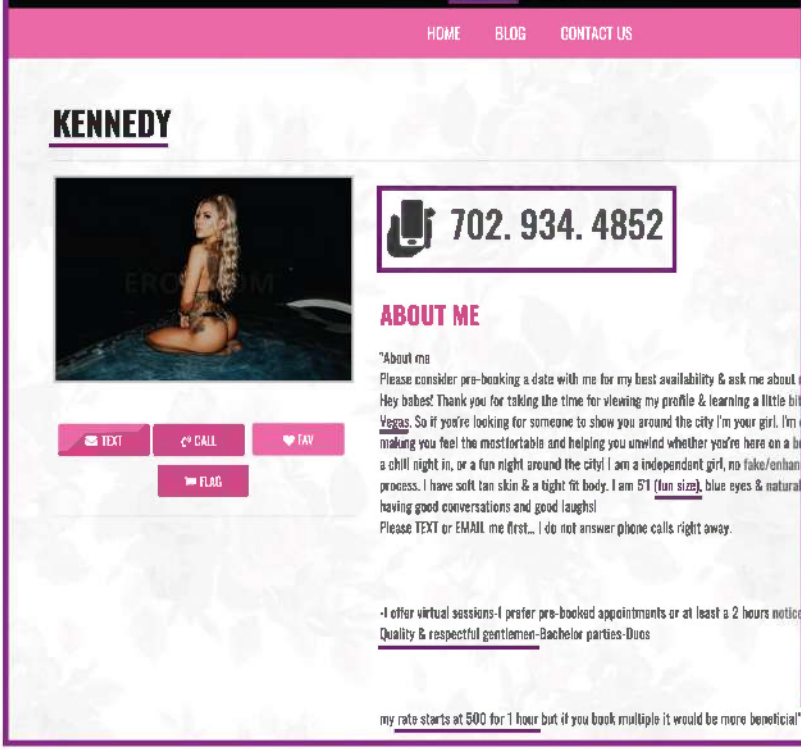 HOME BLOG CONTACT US
KENNEDY
702. 934. 4852
ABOUT ME
"About me
Please consider pre-booking a date with me for my best availability & ask me about
Hey babes! Thank you for taking the time for viewing my profile & learning a little bit
Vegas. So if you're looking for someone to show you around the city I'm your girl. I'm
making you feel the mostfortable and helping you unwind whether you're here on a
a chill night in, or a fun night around the city! I am a independent girl, no fake/enhan
process. I have soft tan skin & a tight fit body. I am 5'1 (fun size), blue eyes & natural
having good conversations and good laughs!
Please TEXT or EMAIL me first... I do not answer phone calls right away.
TEXT CALL FAV
FLAG
-I offer virtual sessions-I prefer pre-booked appointments or at least a 2 hours notice
Quality & respectful gentlemen-Bachelor parties-Duos
my rate starts at 500 for 1 hour but if you book multiple it would be more beneficial"